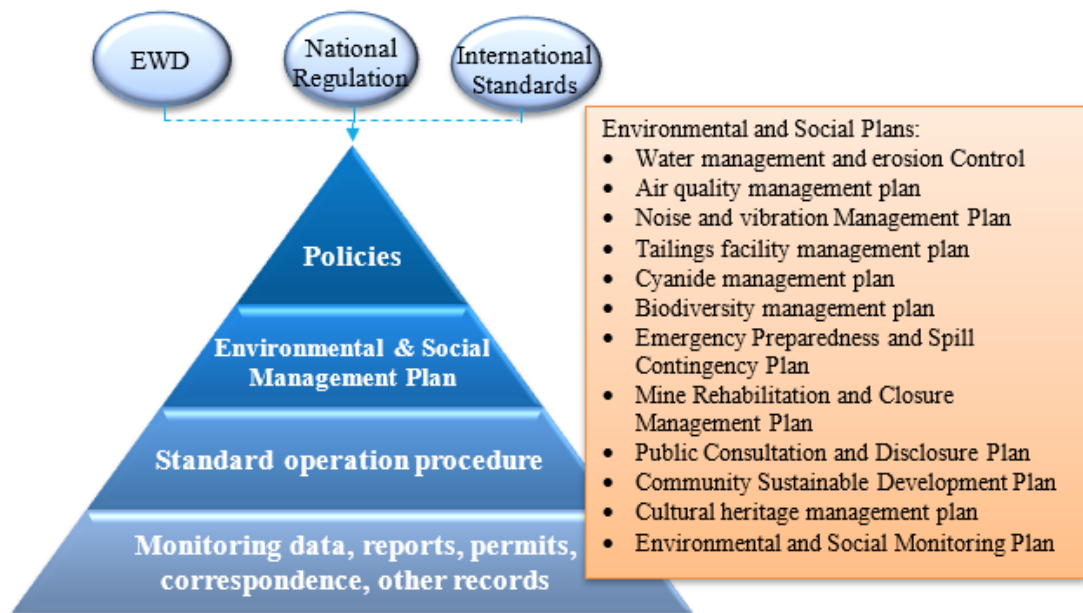 EWD
National
Regulation
International
Standards
Policies
Environmental & Social
Management Plan
Standard operation procedure
Monitoring data, reports, permits,
correspondence, other records
Environmental and Social Plans:
• Water management and erosion Control
• Air quality management plan
• Noise and vibration Management Plan
• Tailings facility management plan
• Cyanide management plan
• Biodiversity management plan
• Emergency Preparedness and Spill
Contingency Plan
• Mine Rehabilitation and Closure
Management Plan
• Public Consultation and Disclosure Plan
• Community Sustainable Development Plan
• Cultural heritage management plan
• Environmental and Social Monitoring Plan